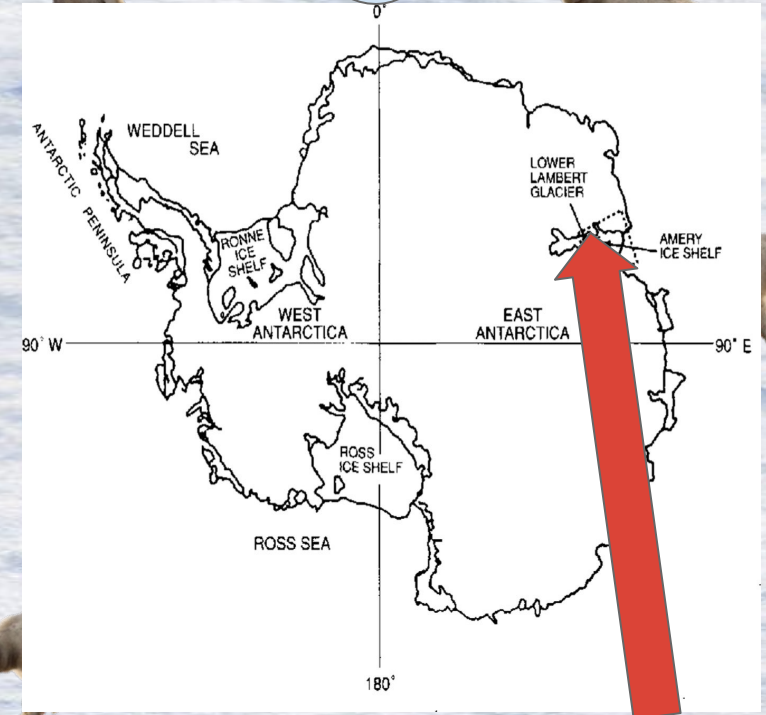 0°
WEDDELL
SEA
ANTARCTIC PENINSULA
LOWER
LAMBERT
GLACIER
RONNE
ICE
SHELF
AMERY
ICE SHELF
WEST
ANTARCTICA
EAST
ANTARCTICA
90° W
90° E
ROSS
ICE SHELF
ROSS SEA
180°